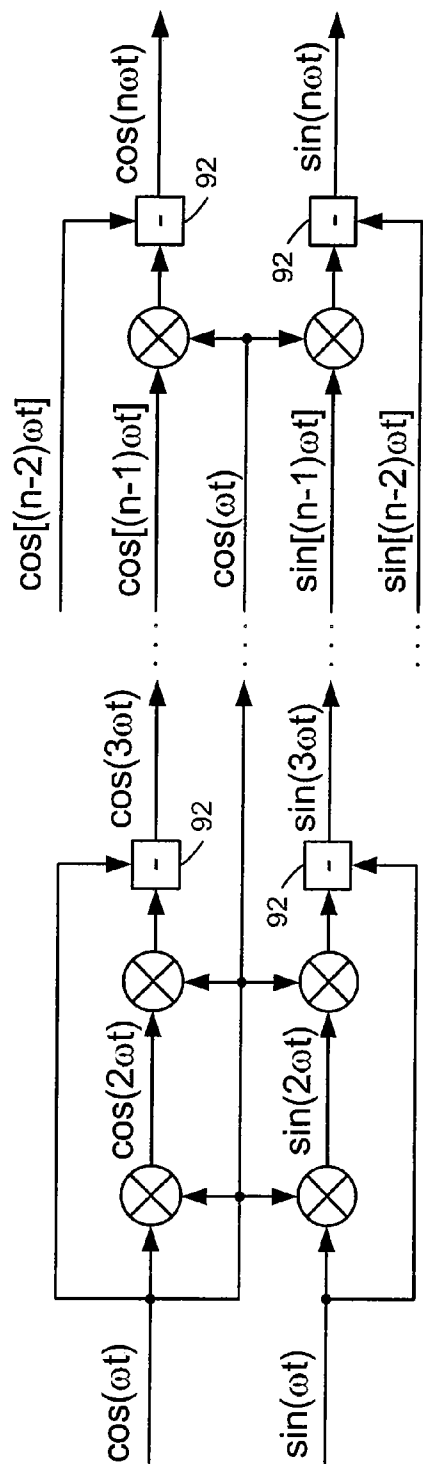 cos(ωt)
cos(2ωt)
-
92
cos(3ωt)
. . .
cos[(n-2)ωt]
cos[(n-1)ωt]
-
92
cos(nωt)
. . .
cos(ωt)
sin(ωt)
sin(2ωt)
92
-
sin(3ωt)
. . .
sin[(n-1)ωt]
92
-
sin(nωt)
. . .
sin[(n-2)ωt]